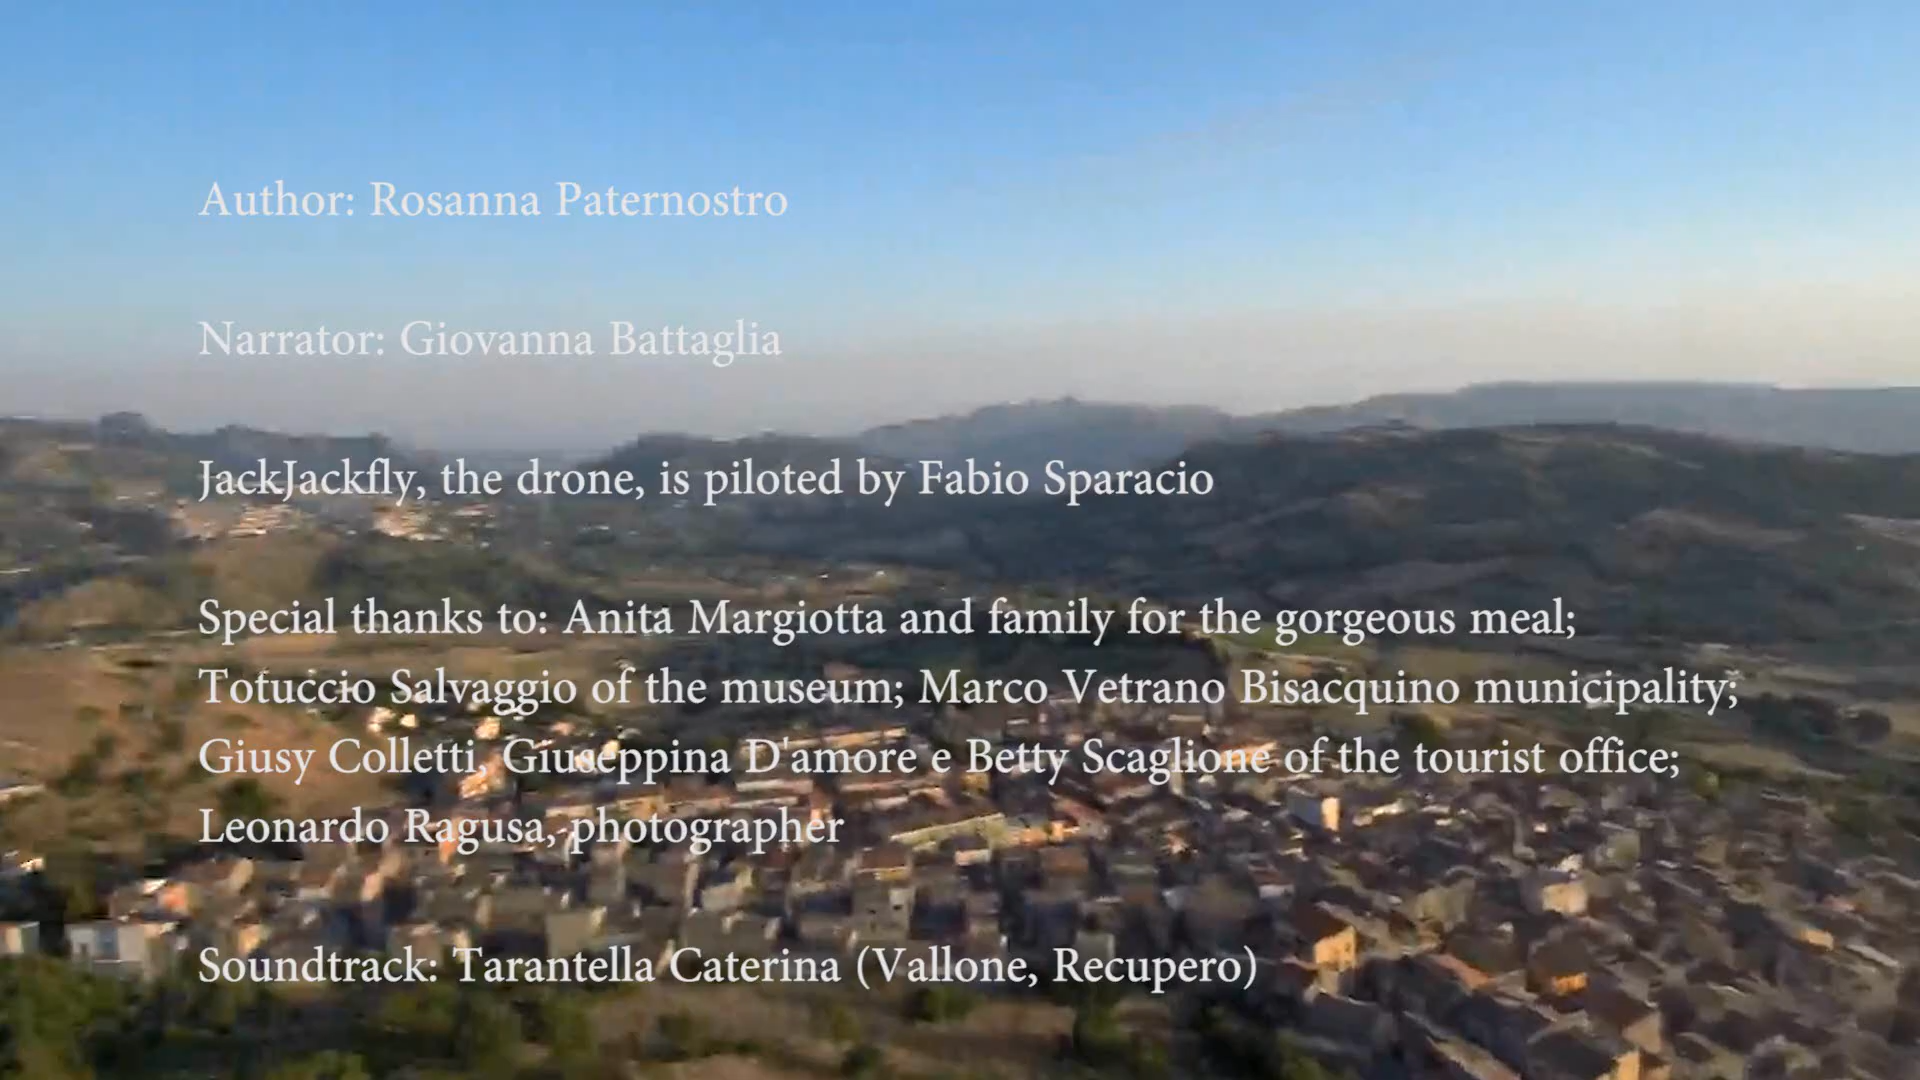 Author: Rosanna Paternostro
Narrator: Giovanna Battaglia
JackJackfly, the drone, is piloted by Fabio Sparacio
Special thanks to: Anita Margiotta and family for the gorgeous meal;
Totuccio Salvaggio of the museum; Marco Vetrano Bisacquino municipality;
Giusy Colletti, Giuseppina D'amore e Betty Scaglione of the tourist office;
Leonardo Ragusa, photographer
Soundtrack: Tarantella Caterina (Vallone, Recupero)